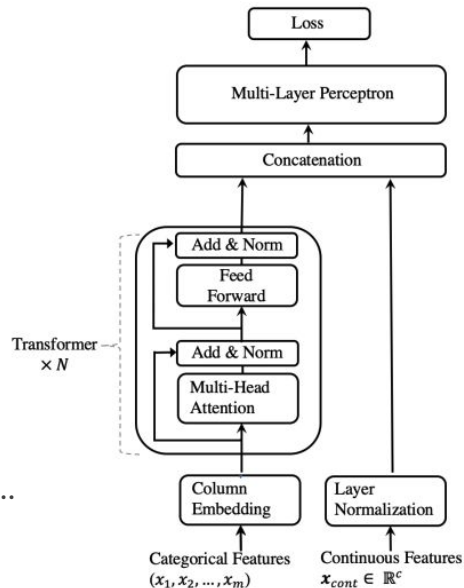 Loss
Multi-Layer Perceptron
Concatenation
Add & Norm
Feed
Forward
Transformer
× N
Add & Norm
Multi-Head
Attention
..
Column
Embedding
Layer
Normalization
Categorical Features
(x₁, x₂, ..., xₘ)
Continuous Features
x_cont ∈ ℝᶜ